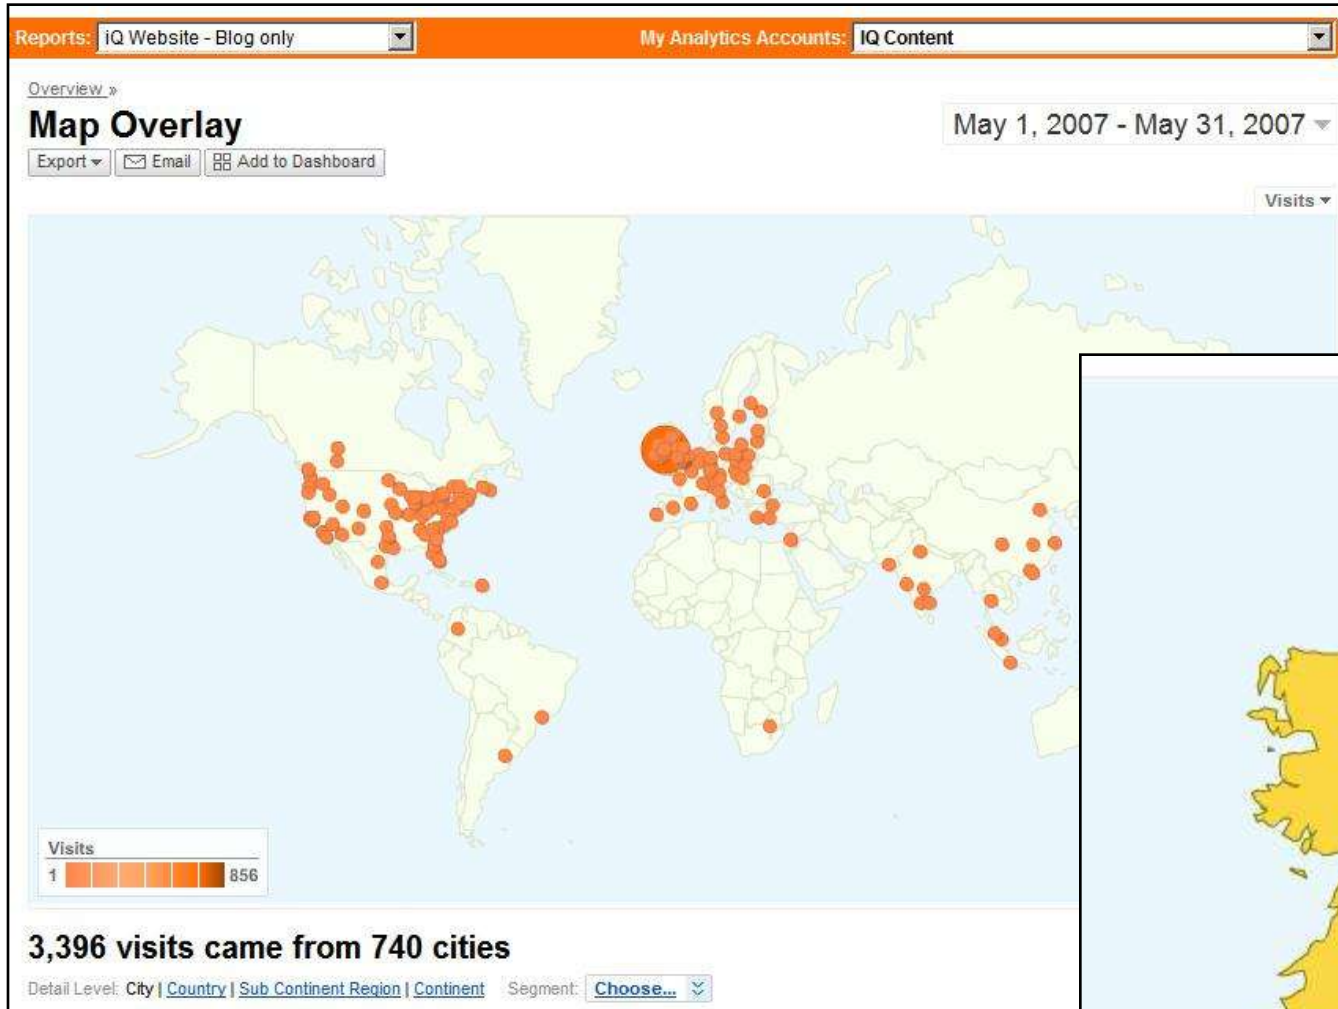 Reports: iQ Website - Blog only My Analytics Accounts: IQ Content
Overview »
Map Overlay
May 1, 2007 - May 31, 2007
Export Email Add to Dashboard
Visits
Visits
1 856
3,396 visits came from 740 cities
Detail Level: City | Country | Sub Continent Region | Continent Segment: Choose...